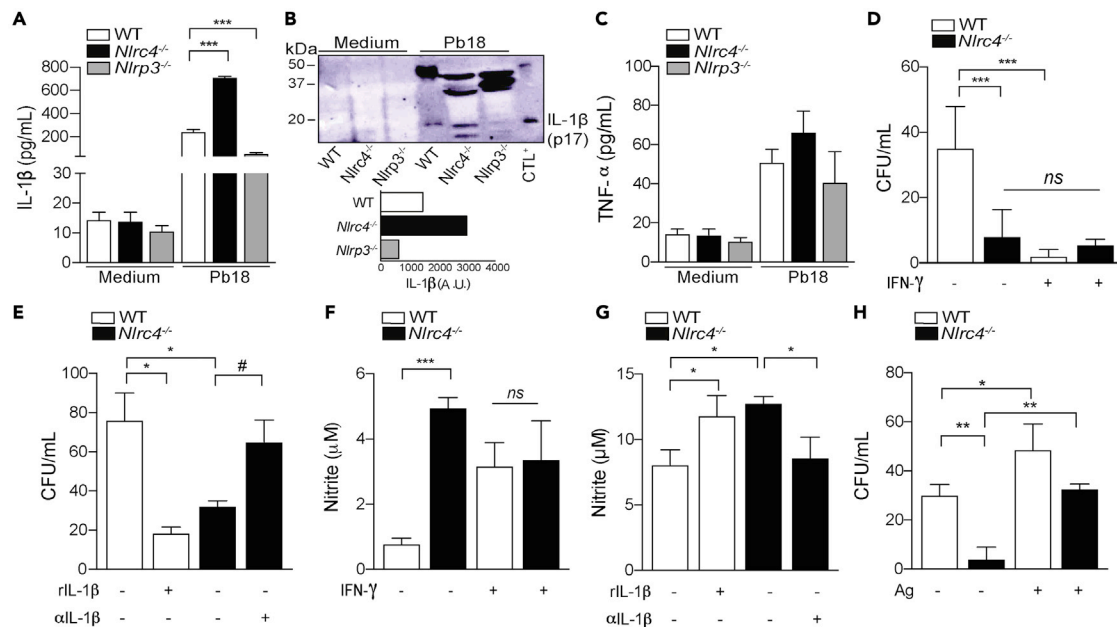 A
WT
Nlrc4-/-
Nlrp3-/-
***
***
IL-1β (pg/mL)
800
600
400
200
30
20
10
0
Medium
Pb18
B
kDa
Medium
Pb18
50
37
20
IL-1β
(p17)
WT
Nlrc4-/-
Nlrp3-/-
WT
Nlrc4-/-
Nlrp3-/-
CTL+
WT
Nlrc4-/-
Nlrp3-/-
0 1000 2000 3000 4000
IL-1β(A .U.)
C
WT
Nlrc4-/-
Nlrp3-/-
TNF-α (pg/mL)
100
80
60
40
20
0
Medium
Pb18
D
WT
Nlrc4-/-
***
***
ns
CFU/mL
60
40
20
0
IFN-γ - - + +
E
WT
Nlrc4-/-
*
*
#
CFU/mL
100
80
60
40
20
0
rIL-1β - + - -
αIL-1β - - - +
F
WT
Nlrc4-/-
***
ns
Nitrite (μM)
6
4
2
0
IFN-γ - - + +
G
WT
Nlrc4-/-
*
*
*
Nitrite (μM)
15
10
5
0
rIL-1β - + - -
αIL-1β - - - +
H
WT
Nlrc4-/-
*
**
**
CFU/mL
80
60
40
20
0
Ag - - + +